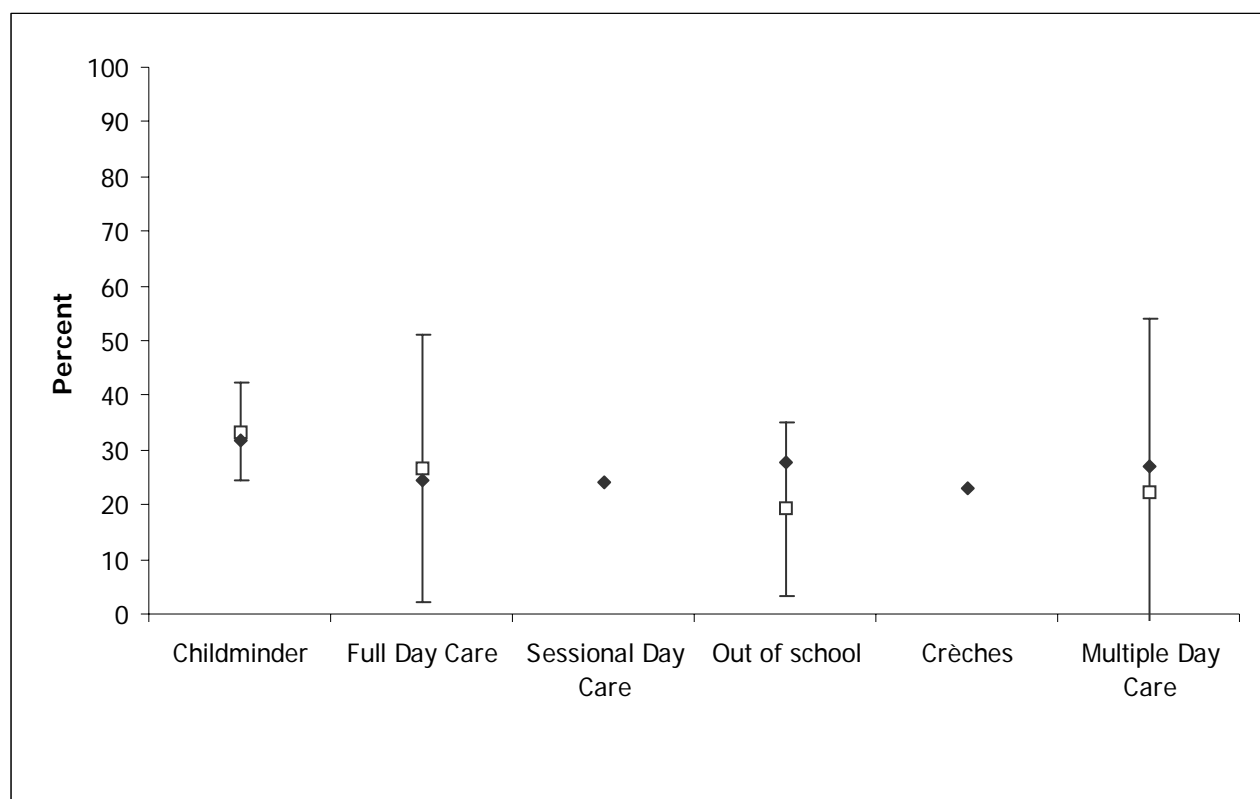 100
90
80
70
60
50
40
30
20
10
0
Percent
Childminder
Full Day Care
Sessional Day
Care
Out of school
Crèches
Multiple Day
Care